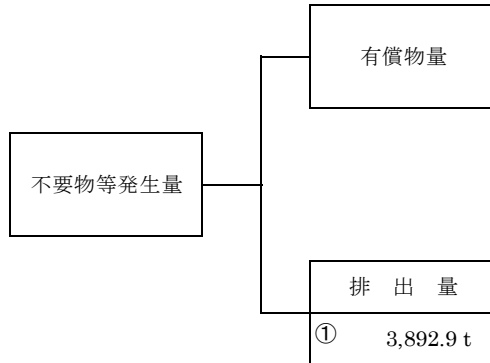 有償物量
不要物等発生量
排 出 量
① 3,892.9 t